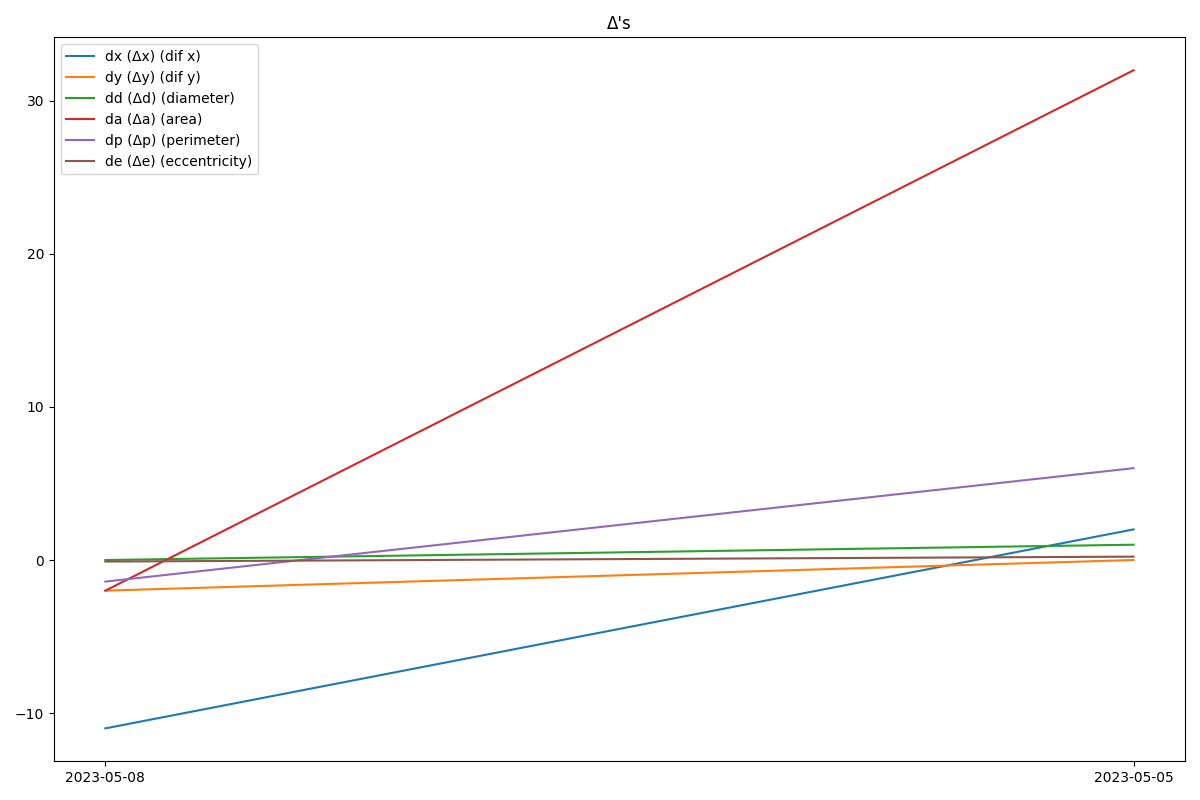 Δ's
dx (Δx) (dif x)
dy (Δy) (dif y)
dd (Δd) (diameter)
da (Δa) (area)
dp (Δp) (perimeter)
de (Δe) (eccentricity)
30
20
10
0
−10
2023-05-08 2023-05-05